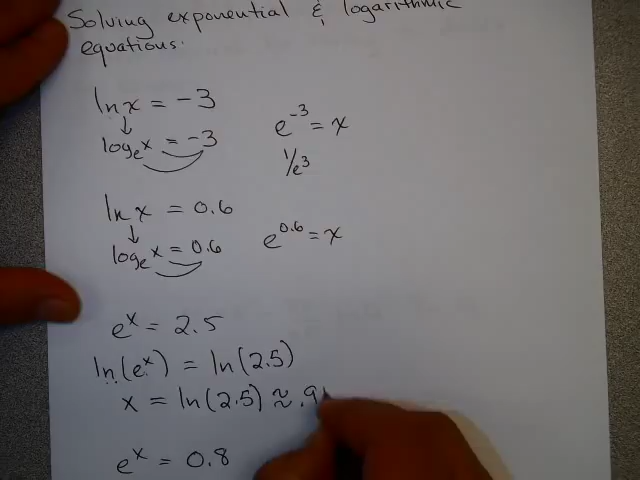 Solving exponential & logarithmic
equations.
ln x = -3
log_e x = -3
e^-3 = x
1/e^3
ln x = 0.6
log_e x = 0.6
e^0.6 = x
e^x = 2.5
ln(e^x) = ln(2.5)
x = ln(2.5) ≈ .9
e^x = 0.8